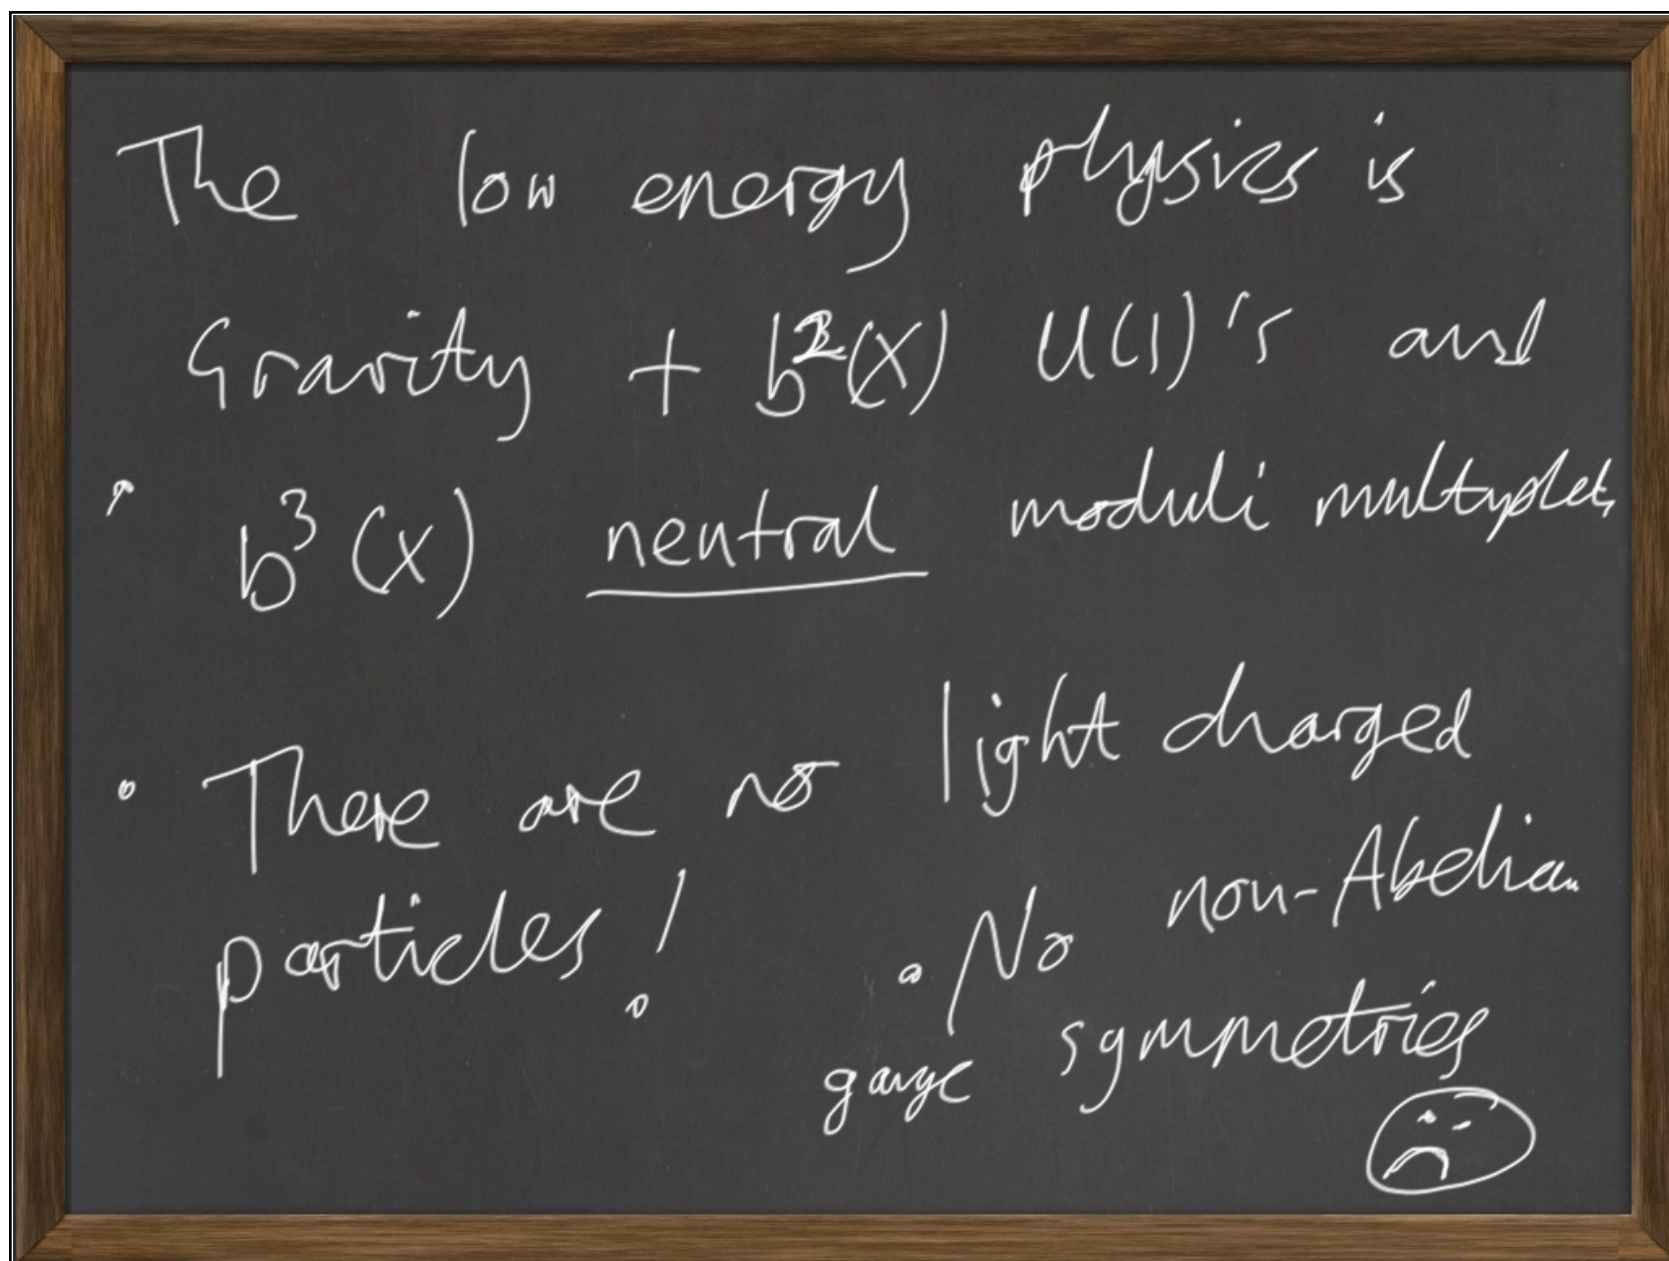 The low energy physics is
Gravity + b²(X) U(1)'s and
• b³(X) neutral moduli multyplets
• There are no light charged
particles!
• No non-Abelian
gauge symmetries